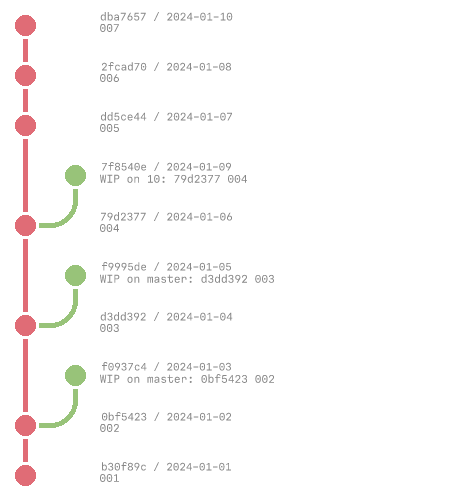 dba7657 / 2024-01-10
007
2fcad70 / 2024-01-08
006
dd5ce44 / 2024-01-07
005
7f8540e / 2024-01-09
WIP on 10: 79d2377 004
79d2377 / 2024-01-06
004
f9995de / 2024-01-05
WIP on master: d3dd392 003
d3dd392 / 2024-01-04
003
f0937c4 / 2024-01-03
WIP on master: 0bf5423 002
0bf5423 / 2024-01-02
002
b30f89c / 2024-01-01
001